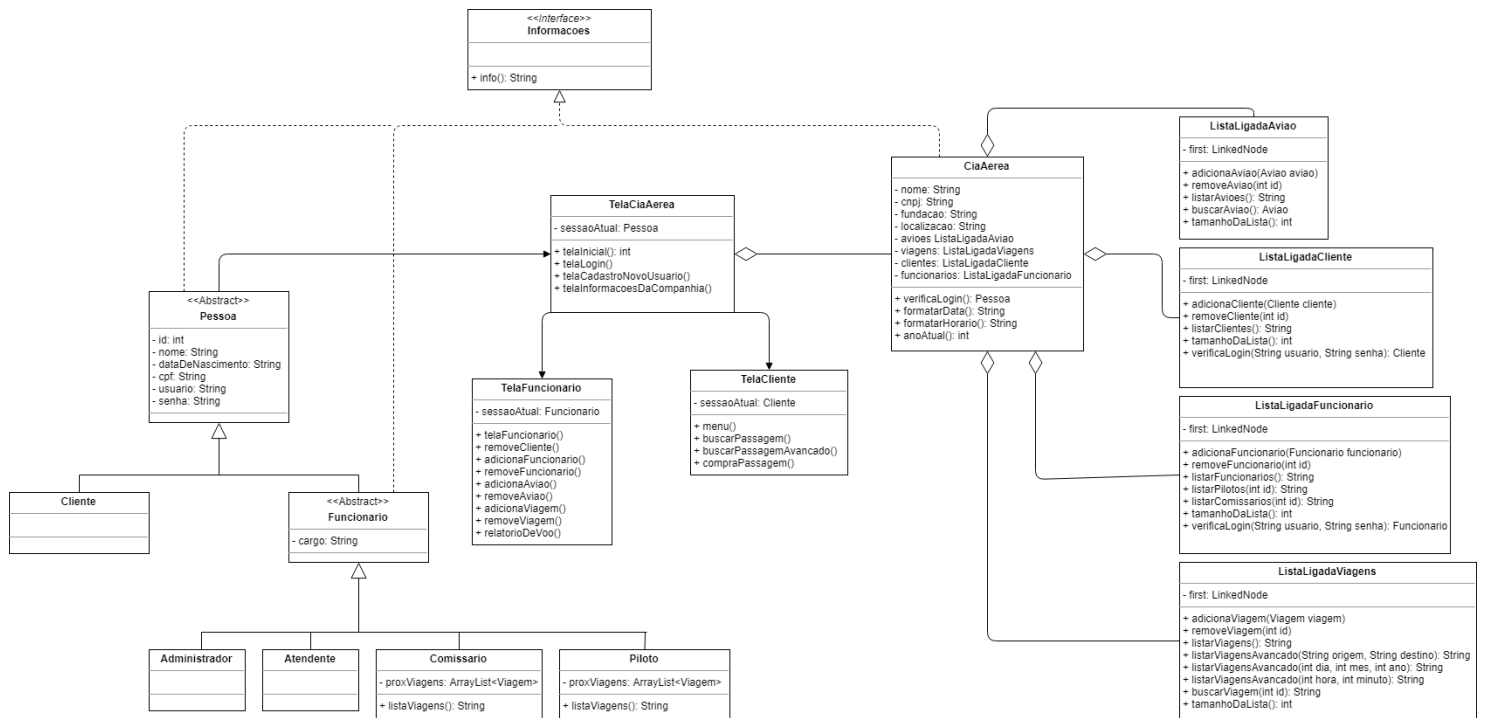 <<Interface>>
Informacoes
+ info(): String
ListaLigadaAviao
- first: LinkedNode
+ adicionaAviao(Aviao aviao)
+ removeAviao(int id)
+ listarAvioes(): String
+ buscarAviao(): Aviao
+ tamanhoDaLista(): int
CiaAerea
- nome: String
- cnpj: String
- fundacao: String
- localizacao: String
- avioes ListaLigadaAviao
- viagens: ListaLigadaViagens
- clientes: ListaLigadaCliente
- funcionarios: ListaLigadaFuncionario
+ verificaLogin(): Pessoa
+ formatarData(): String
+ formatarHorario(): String
+ anoAtual(): int
TelaCiaAerea
- sessaoAtual: Pessoa
+ telaInicial(): int
+ telaLogin()
+ telaCadastroNovoUsuario()
+ telaInformacoesDaCompanhia()
ListaLigadaCliente
- first: LinkedNode
+ adicionaCliente(Cliente cliente)
+ removeCliente(int id)
+ listarClientes(): String
+ tamanhoDaLista(): int
+ verificaLogin(String usuario, String senha): Cliente
<<Abstract>>
Pessoa
- id: int
- nome: String
- dataDeNascimento: String
- cpf: String
- usuario: String
- senha: String
TelaFuncionario
- sessaoAtual: Funcionario
+ telaFuncionario()
+ removeCliente()
+ adicionaFuncionario()
+ removeFuncionario()
+ adicionaAviao()
+ removeAviao()
+ adicionaViagem()
+ removeViagem()
+ relatorioDeVoo()
TelaCliente
- sessaoAtual: Cliente
+ menu()
+ buscarPassagem()
+ buscarPassagemAvancado()
+ compraPassagem()
ListaLigadaFuncionario
- first: LinkedNode
+ adicionaFuncionario(Funcionario funcionario)
+ removeFuncionario(int id)
+ listarFuncionarios(): String
+ listarPilotos(int id): String
+ listarComissarios(int id): String
+ tamanhoDaLista(): int
+ verificaLogin(String usuario, String senha): Funcionario
Cliente
<<Abstract>>
Funcionario
- cargo: String
ListaLigadaViagens
- first: LinkedNode
+ adicionaViagem(Viagem viagem)
+ removeViagem(int id)
+ listarViagens(): String
+ listarViagensAvancado(String origem, String destino): String
+ listarViagensAvancado(int dia, int mes, int ano): String
+ listarViagensAvancado(int hora, int minuto): String
+ buscarViagem(int id): String
+ tamanhoDaLista(): int
Administrador
Atendente
Comissario
- proxViagens: ArrayList<Viagem>
+ listaViagens(): String
Piloto
- proxViagens: ArrayList<Viagem>
+ listaViagens(): String